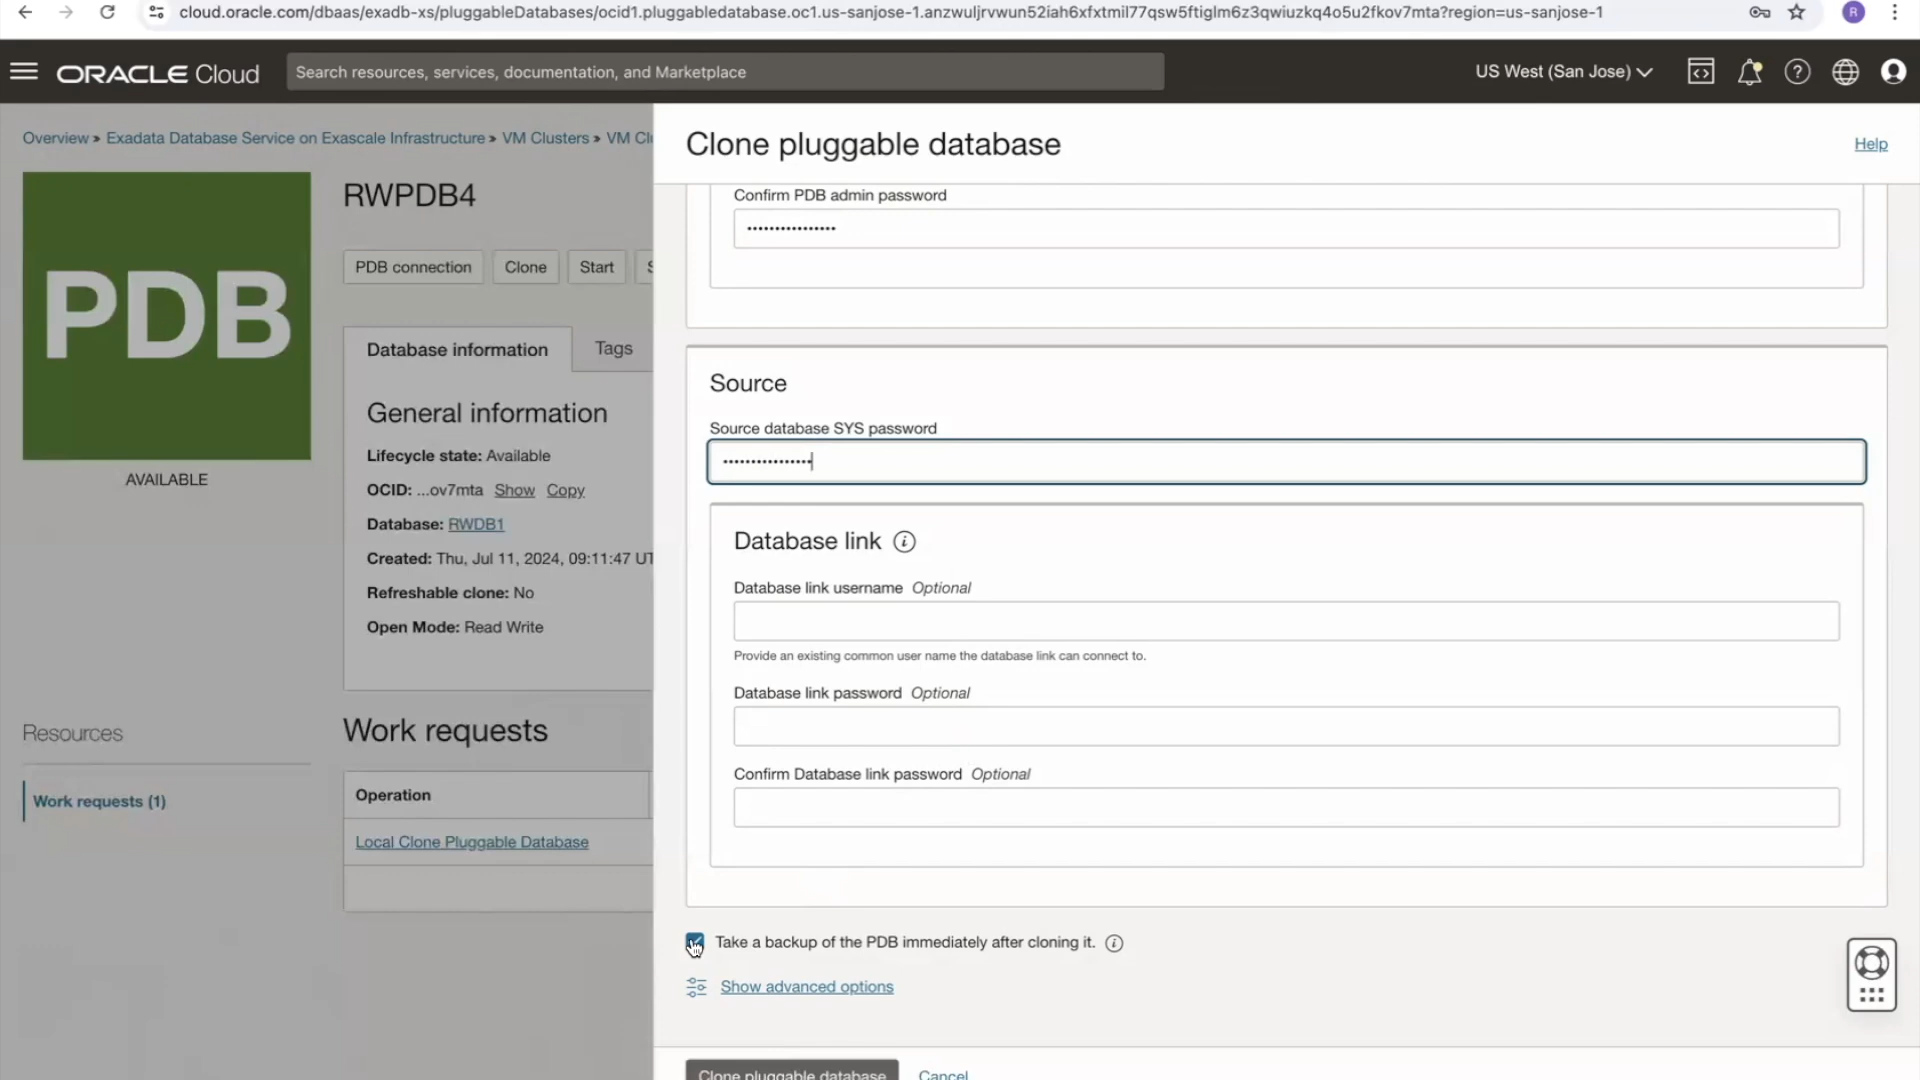 cloud.oracle.com/dbaas/exadb-xs/pluggableDatabases/ocid1.pluggabledatabase.oc1.us-sanjose-1.anzwuljrvwun52iah6xfxtmil77qsw5ftiglm6z3qwiuzkq4o5u2fkov7mta?region=us-sanjose-1
R
ORACLE Cloud
Search resources, services, documentation, and Marketplace
US West (San Jose)
Overview » Exadata Database Service on Exascale Infrastructure » VM Clusters » VM Cl
PDB
AVAILABLE
RWPDB4
PDB connection
Clone
Start
S
Database information
Tags
General information
Lifecycle state: Available
OCID: ...ov7mta Show Copy
Database: RWDB1
Created: Thu, Jul 11, 2024, 09:11:47 UT
Refreshable clone: No
Open Mode: Read Write
Resources
Work requests (1)
Work requests
Operation
Local Clone Pluggable Database
Clone pluggable database
Help
Confirm PDB admin password
••••••••••••••••
Source
Source database SYS password
••••••••••••••••
Database link
Database link username Optional
Provide an existing common user name the database link can connect to.
Database link password Optional
Confirm Database link password Optional
Take a backup of the PDB immediately after cloning it.
Show advanced options
Clone pluggable database
Cancel